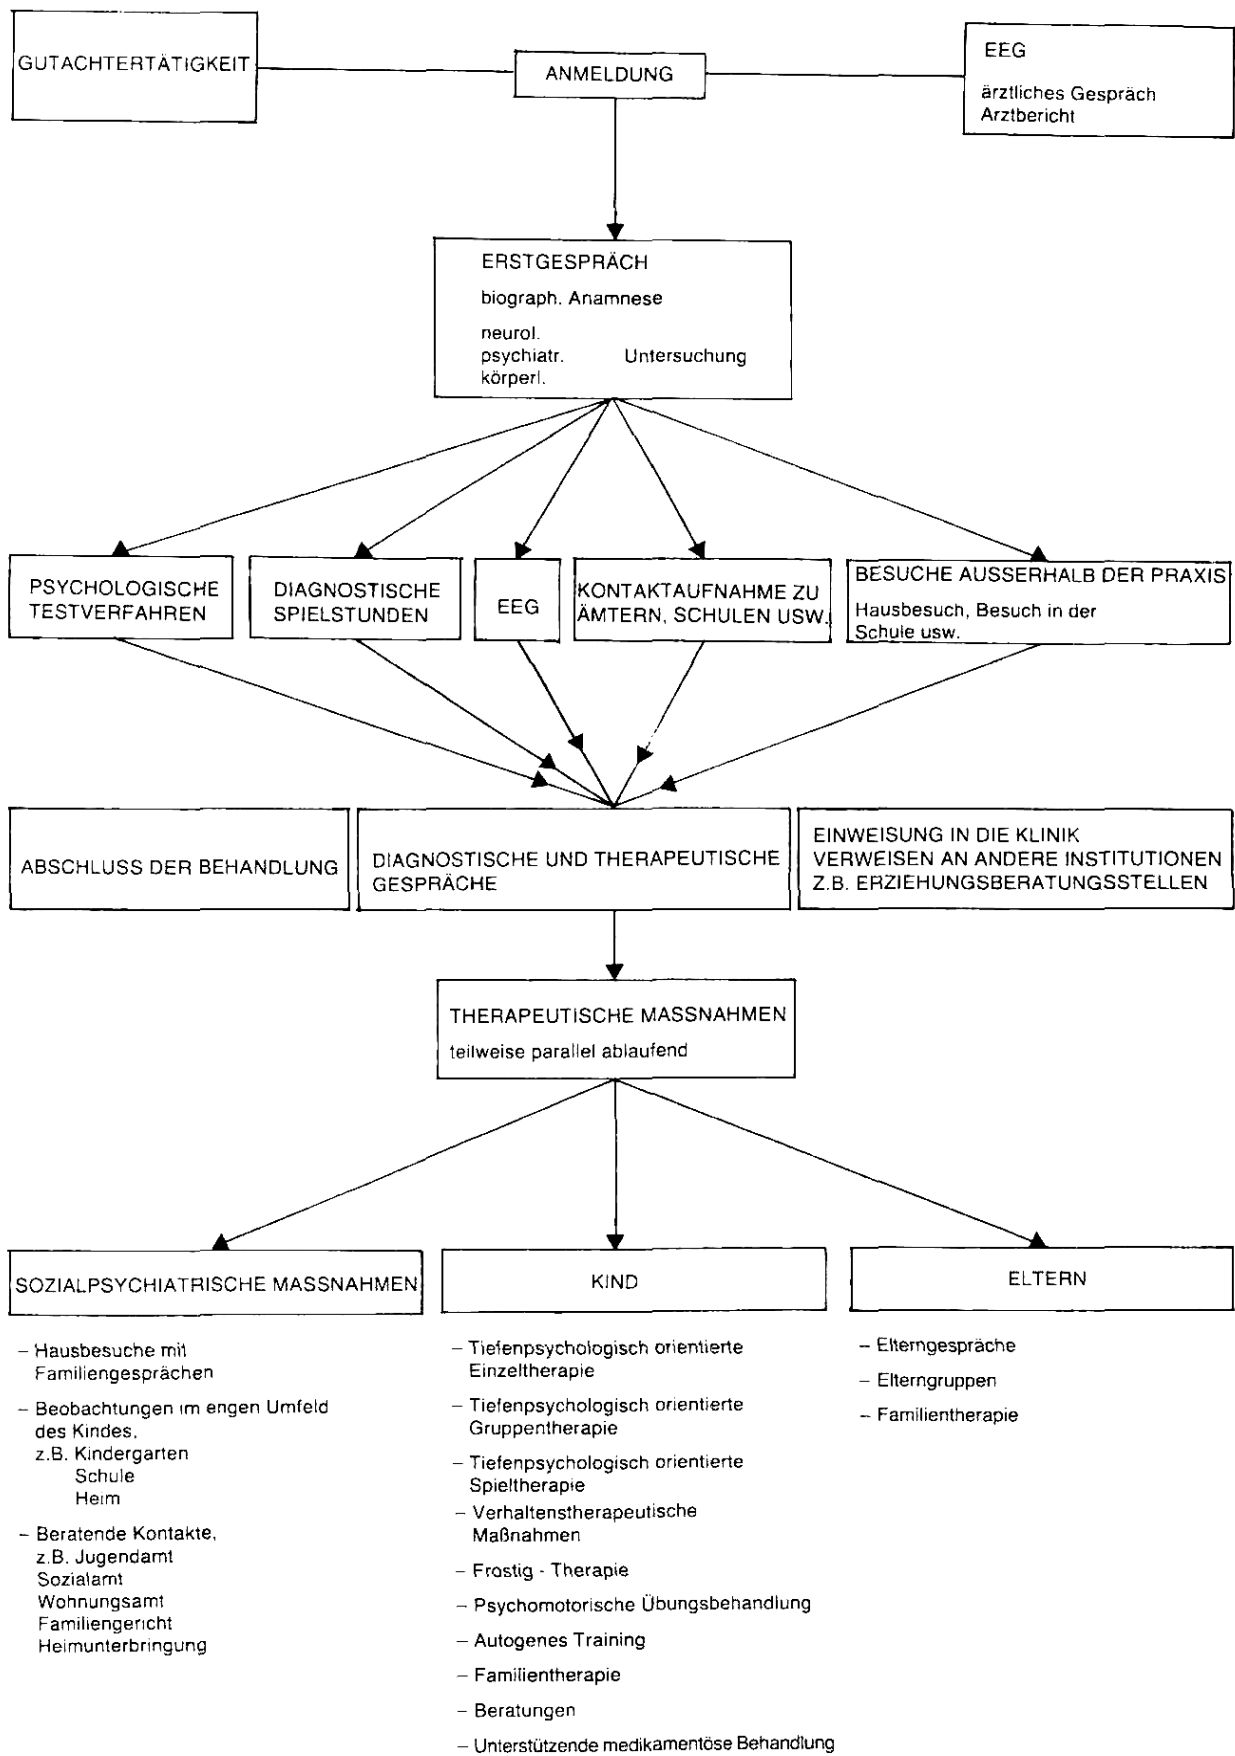 GUTACHTERTÄTIGKEIT
ANMELDUNG
EEG
ärztliches Gespräch
Arztbericht
ERSTGESPRÄCH
biograph. Anamnese
neurol.
psychiatr. Untersuchung
körperl.
PSYCHOLOGISCHE
TESTVERFAHREN
DIAGNOSTISCHE
SPIELSTUNDEN
EEG
KONTAKTAUFNAHME ZU
ÄMTERN, SCHULEN USW.
BESUCHE AUSSERHALB DER PRAXIS
Hausbesuch, Besuch in der
Schule usw.
ABSCHLUSS DER BEHANDLUNG
DIAGNOSTISCHE UND THERAPEUTISCHE
GESPRÄCHE
EINWEISUNG IN DIE KLINIK
VERWEISEN AN ANDERE INSTITUTIONEN
Z.B. ERZIEHUNGSBERATUNGSSTELLEN
THERAPEUTISCHE MASSNAHMEN
teilweise parallel ablaufend
SOZIALPSYCHIATRISCHE MASSNAHMEN
– Hausbesuche mit
Familiengesprächen
– Beobachtungen im engen Umfeld
des Kindes,
z.B. Kindergarten
Schule
Heim
– Beratende Kontakte,
z.B. Jugendamt
Sozialamt
Wohnungsamt
Familiengericht
Heimunterbringung
KIND
– Tiefenpsychologisch orientierte
Einzeltherapie
– Tiefenpsychologisch orientierte
Gruppentherapie
– Tiefenpsychologisch orientierte
Spieltherapie
– Verhaltenstherapeutische
Maßnahmen
– Frostig - Therapie
– Psychomotorische Übungsbehandlung
– Autogenes Training
– Familientherapie
– Beratungen
– Unterstützende medikamentöse Behandlung
ELTERN
– Elterngespräche
– Elterngruppen
– Familientherapie